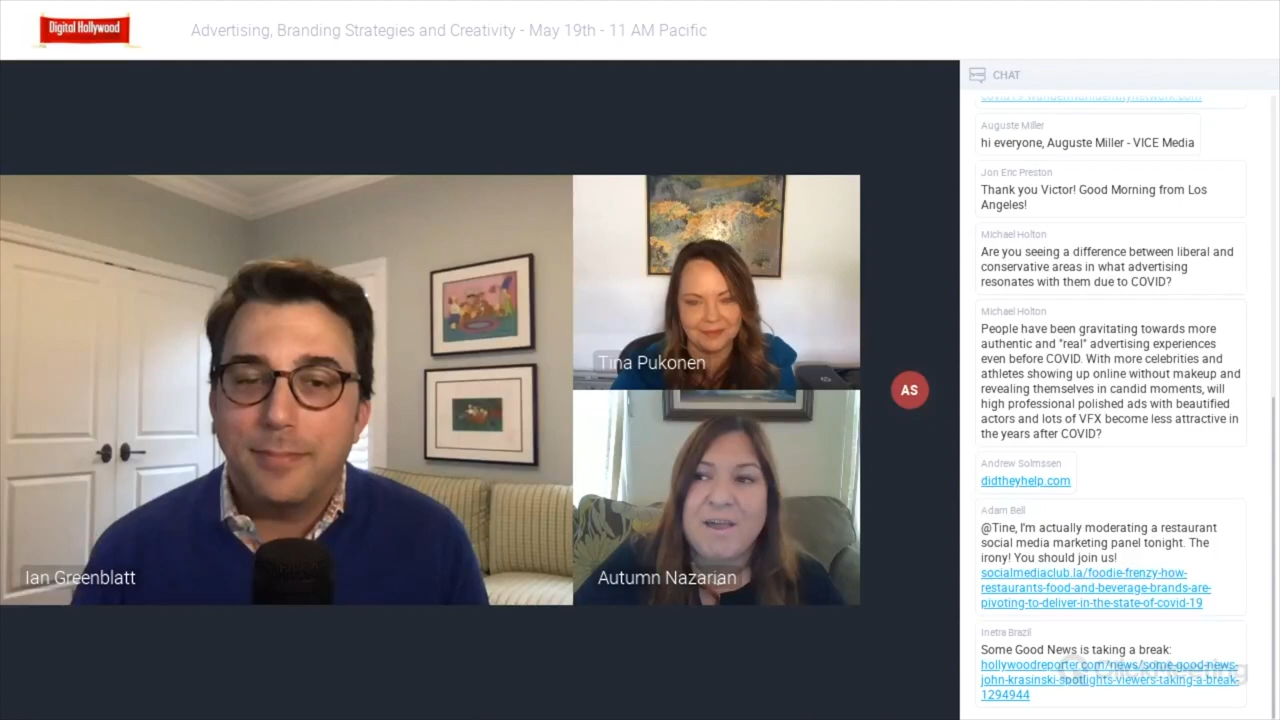 Digital Hollywood
Advertising, Branding Strategies and Creativity - May 19th - 11 AM Pacific
CHAT
covid19.wundermanidentitynetwork.com
Auguste Miller
hi everyone, Auguste Miller - VICE Media
Jon Eric Preston
Thank you Victor! Good Morning from Los
Angeles!
Michael Holton
Are you seeing a difference between liberal and
conservative areas in what advertising
resonates with them due to COVID?
Michael Holton
People have been gravitating towards more
authentic and "real" advertising experiences
even before COVID. With more celebrities and
athletes showing up online without makeup and
revealing themselves in candid moments, will
high professional polished ads with beautified
actors and lots of VFX become less attractive in
the years after COVID?
Andrew Solmssen
didtheyhelp.com
Adam Bell
@Tine, I'm actually moderating a restaurant
social media marketing panel tonight. The
irony! You should join us!
socialmediaclub.la/foodie-frenzy-how-
restaurants-food-and-beverage-brands-are-
pivoting-to-deliver-in-the-state-of-covid-19
Inetra Brazil
Some Good News is taking a break:
hollywoodreporter.com/news/some-good-news-
john-krasinski-spotlights-viewers-taking-a-break-
1294944
ClickMeeting
Tina Pukonen
AS
Ian Greenblatt
Autumn Nazarian